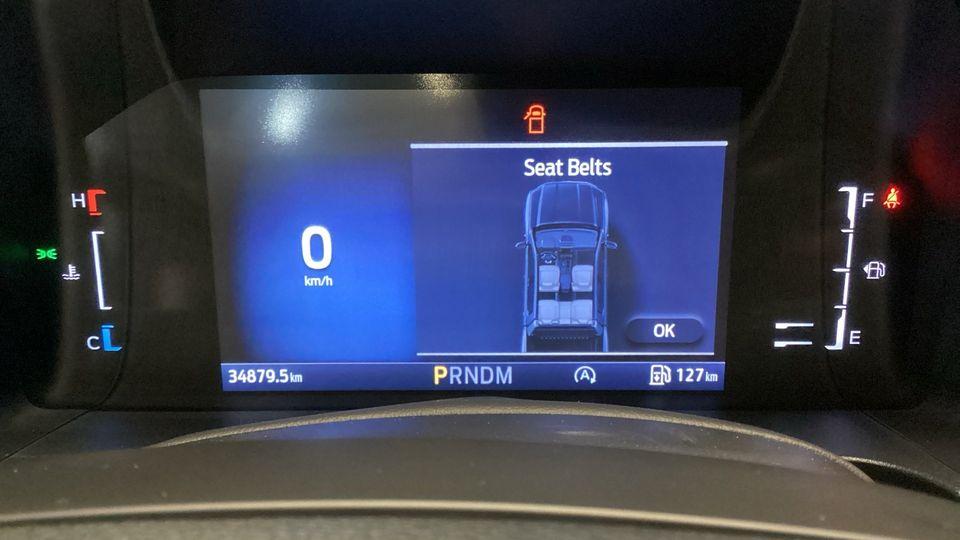 Seat Belts
H
F
0
km/h
OK
C
E
34879.5 km
PRNDM
A
127 km